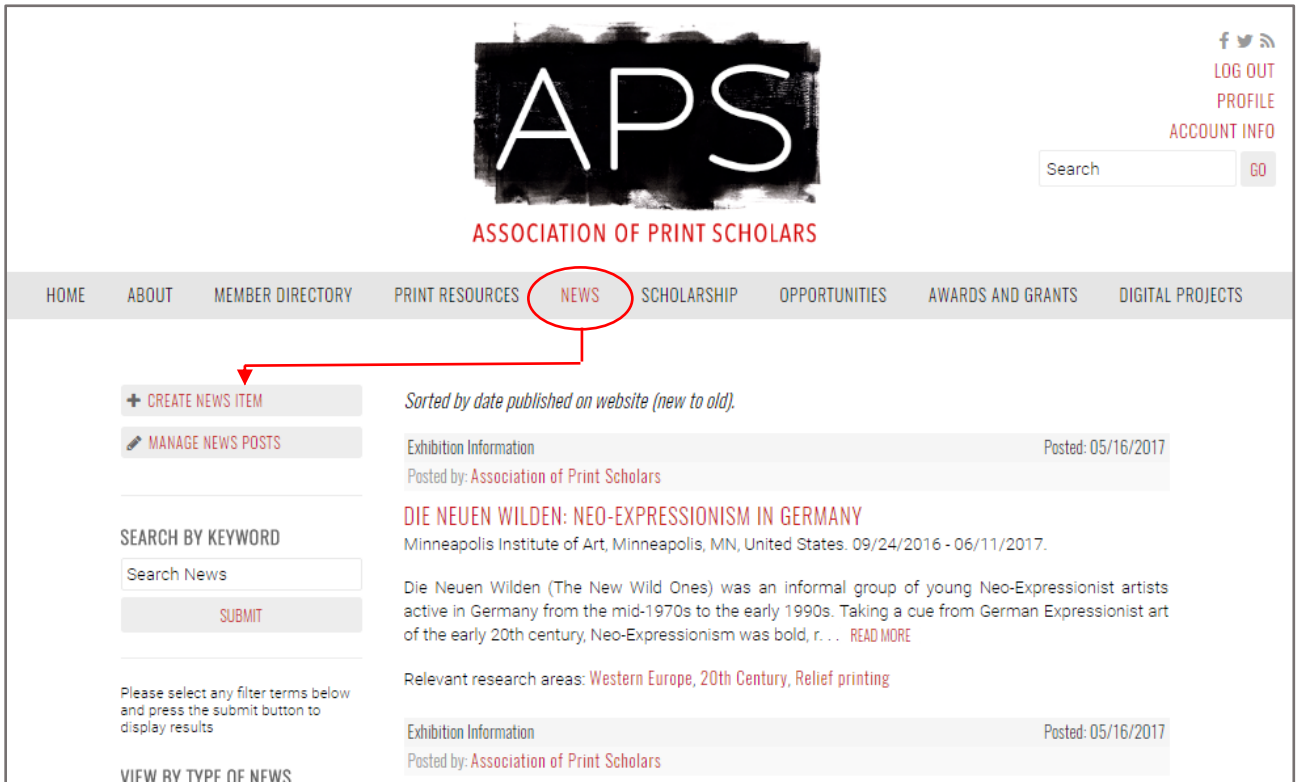 APS
ASSOCIATION OF PRINT SCHOLARS
LOG OUT
PROFILE
ACCOUNT INFO
Search GO
HOME ABOUT MEMBER DIRECTORY PRINT RESOURCES NEWS SCHOLARSHIP OPPORTUNITIES AWARDS AND GRANTS DIGITAL PROJECTS
CREATE NEWS ITEM
MANAGE NEWS POSTS
SEARCH BY KEYWORD
Search News
SUBMIT
Please select any filter terms below
and press the submit button to
display results
VIEW BY TYPE OF NEWS
Sorted by date published on website (new to old).
Exhibition Information Posted: 05/16/2017
Posted by: Association of Print Scholars
DIE NEUEN WILDEN: NEO-EXPRESSIONISM IN GERMANY
Minneapolis Institute of Art, Minneapolis, MN, United States. 09/24/2016 - 06/11/2017.
Die Neuen Wilden (The New Wild Ones) was an informal group of young Neo-Expressionist artists
active in Germany from the mid-1970s to the early 1990s. Taking a cue from German Expressionist art
of the early 20th century, Neo-Expressionism was bold, r. . . READ MORE
Relevant research areas: Western Europe, 20th Century, Relief printing
Exhibition Information Posted: 05/16/2017
Posted by: Association of Print Scholars